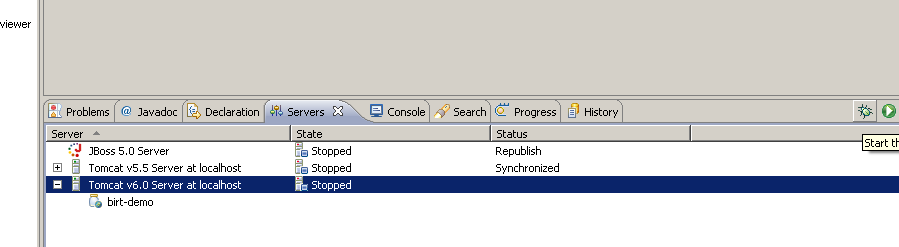 viewer
Problems @ Javadoc Declaration Servers Console Search Progress History
Server State Status
Start th
JBoss 5.0 Server Stopped Republish
Tomcat v5.5 Server at localhost Stopped Synchronized
Tomcat v6.0 Server at localhost Stopped
birt-demo